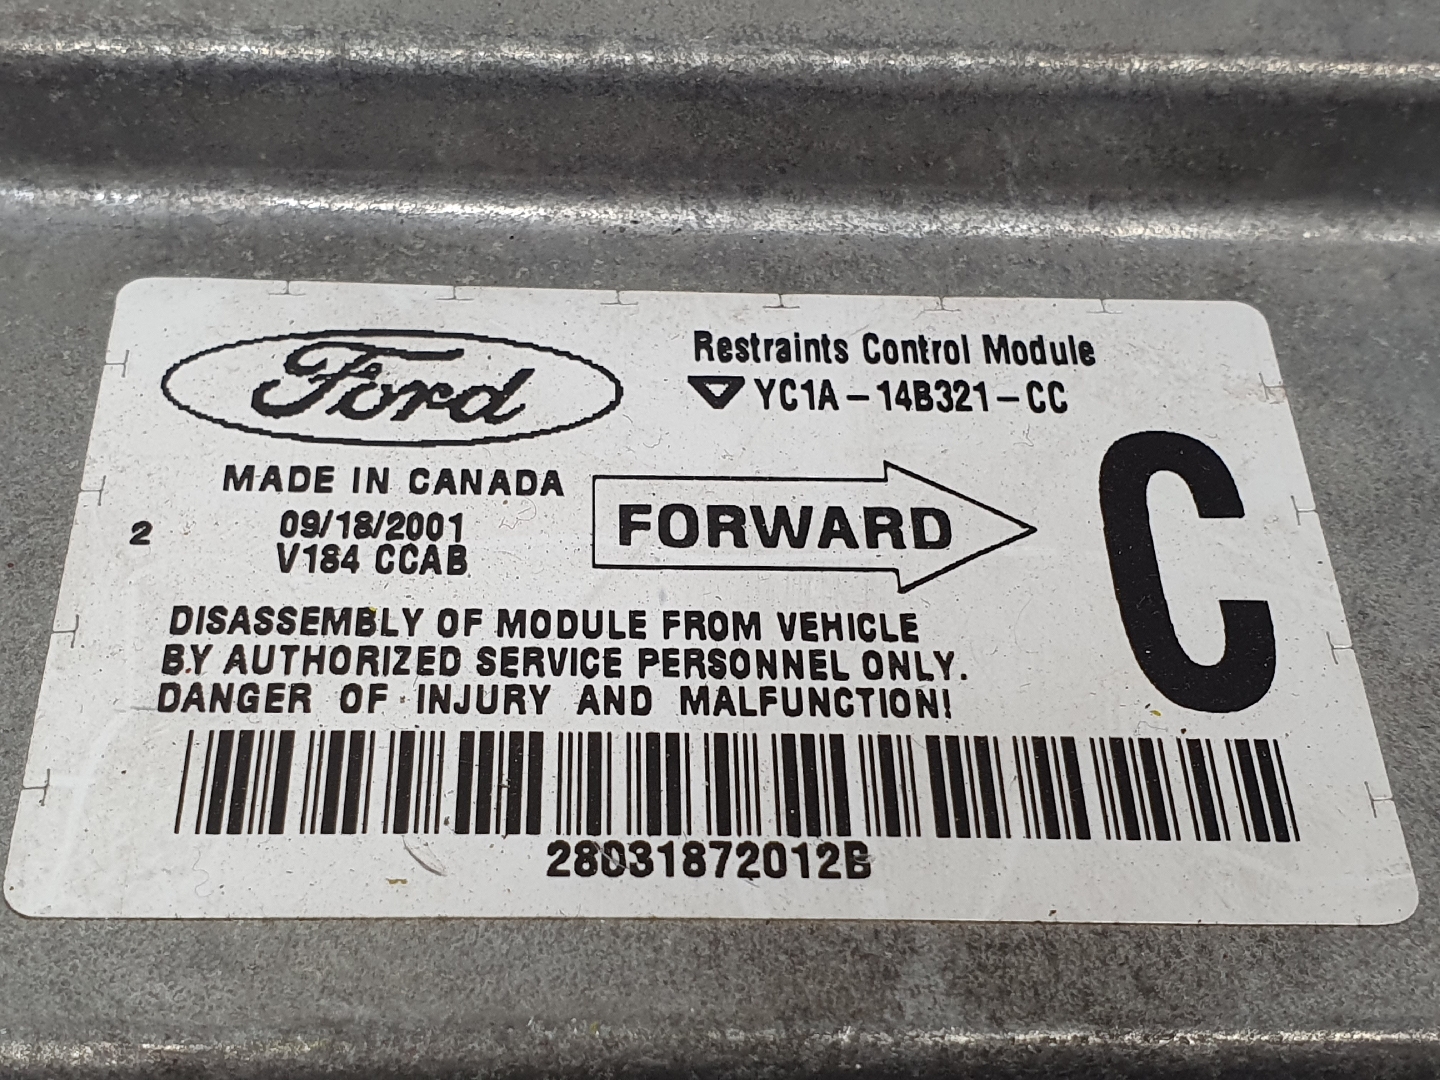 Ford
Restraints Control Module
YC1A-14B321-CC
MADE IN CANADA
2
09/18/2001
V184 CCAB
FORWARD
C
DISASSEMBLY OF MODULE FROM VEHICLE
BY AUTHORIZED SERVICE PERSONNEL ONLY.
DANGER OF INJURY AND MALFUNCTION!
28031872012B